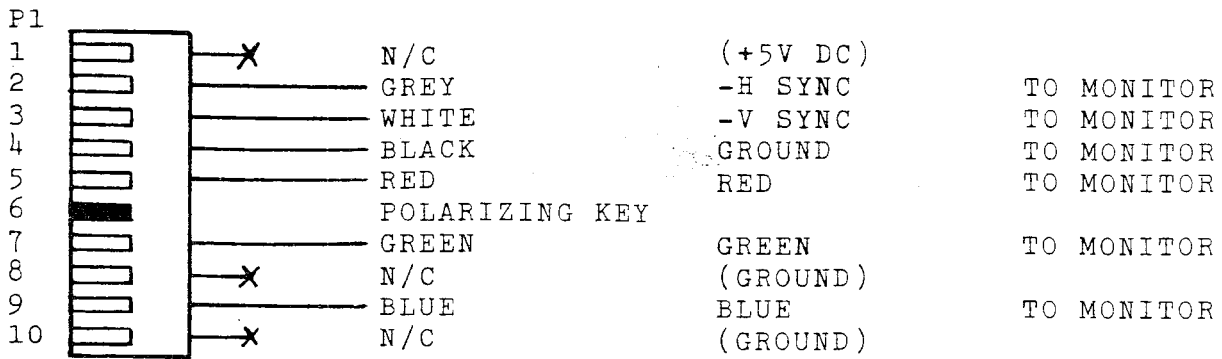 P1
1 N/C (+5V DC)
2 GREY -H SYNC TO MONITOR
3 WHITE -V SYNC TO MONITOR
4 BLACK GROUND TO MONITOR
5 RED RED TO MONITOR
6 POLARIZING KEY
7 GREEN GREEN TO MONITOR
8 N/C (GROUND)
9 BLUE BLUE TO MONITOR
10 N/C (GROUND)